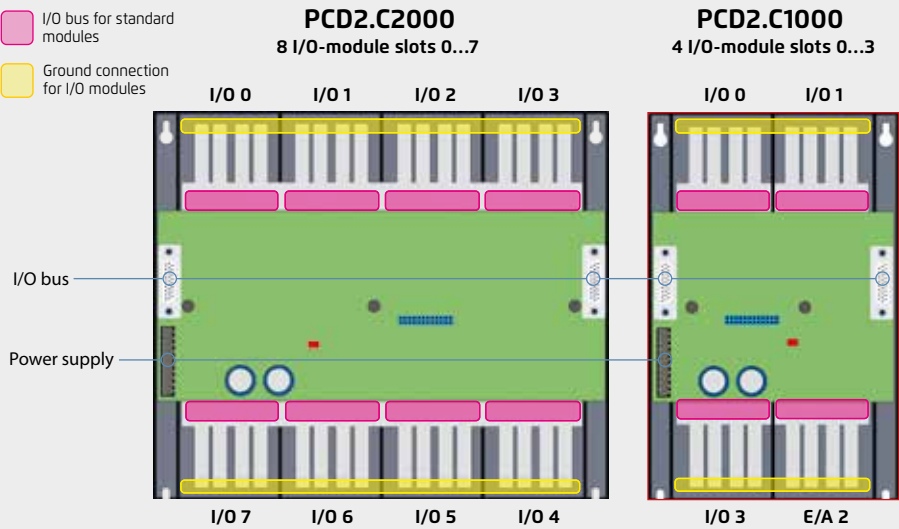 I/O bus for standard
modules
Ground connection
for I/O modules
PCD2.C2000
8 I/O-module slots 0...7
PCD2.C1000
4 I/O-module slots 0...3
I/O 0 I/O 1 I/O 2 I/O 3
I/O 0 I/O 1
I/O bus
Power supply
I/O 7 I/O 6 I/O 5 I/O 4
I/O 3 E/A 2